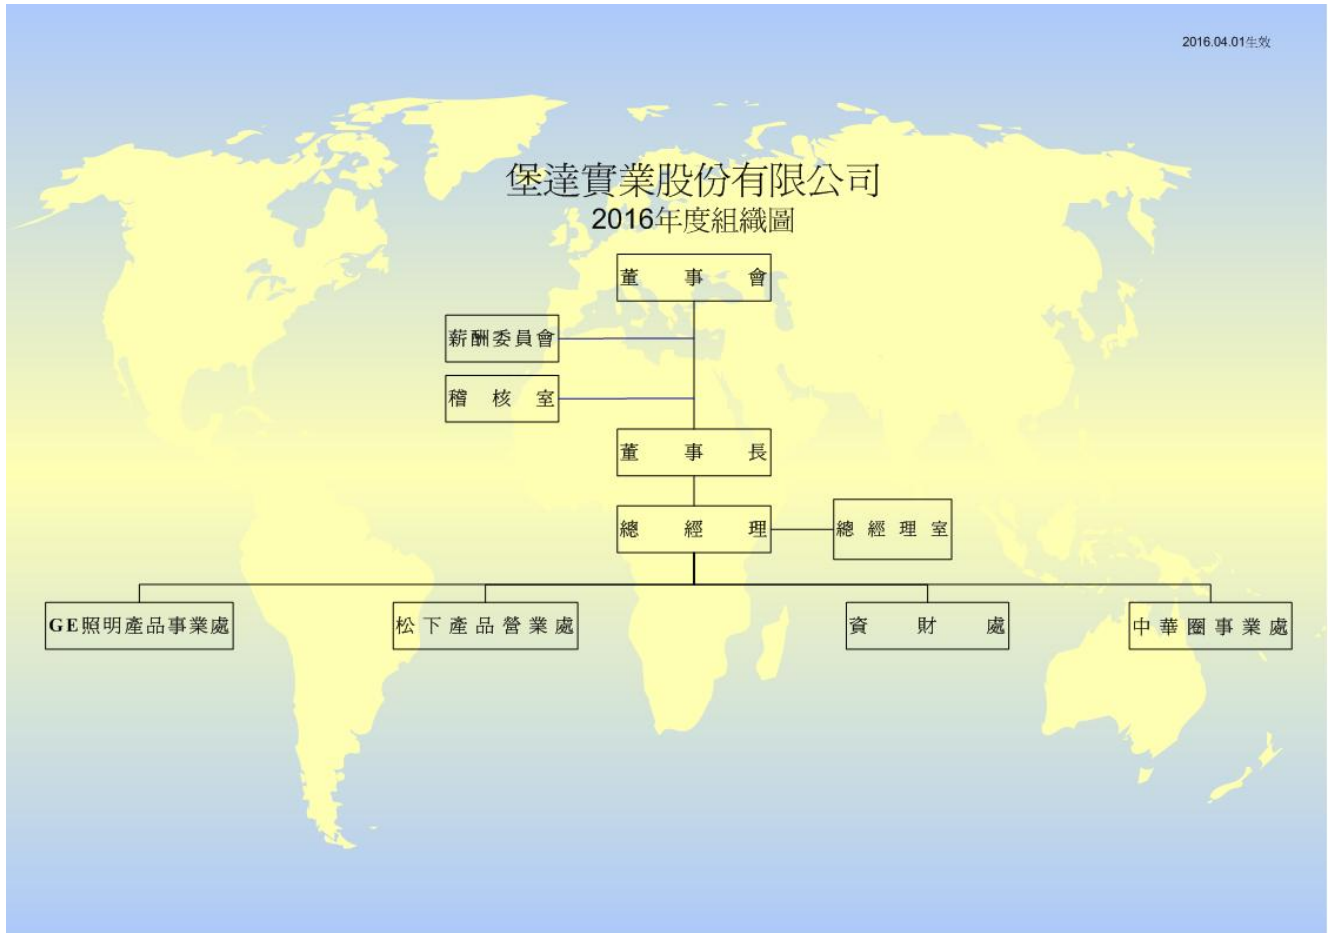 2016.04.01生效
堡達實業股份有限公司
2016年度組織圖
董事會
薪酬委員會
稽核室
董事長
總經理
總經理室
GE照明產品事業處
松下產品營業處
資財處
中華圈事業處